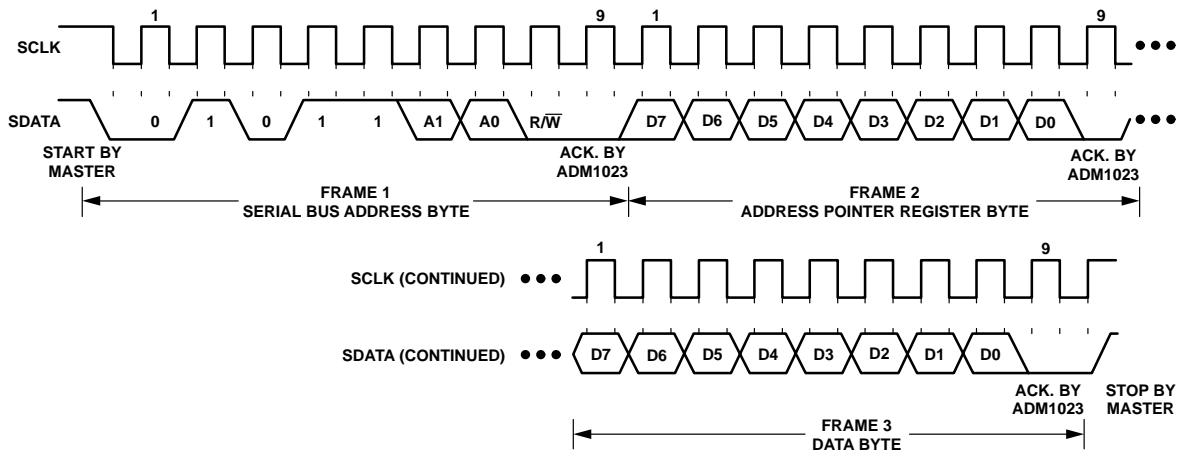 1 9 1 9
SCLK
SDATA 0 1 0 1 1 A1 A0 R/W̅ D7 D6 D5 D4 D3 D2 D1 D0
START BY
MASTER
ACK. BY
ADM1023
ACK. BY
ADM1023
FRAME 1
SERIAL BUS ADDRESS BYTE
FRAME 2
ADDRESS POINTER REGISTER BYTE
1 9
SCLK (CONTINUED)
SDATA (CONTINUED) D7 D6 D5 D4 D3 D2 D1 D0
ACK. BY
ADM1023
STOP BY
MASTER
FRAME 3
DATA BYTE